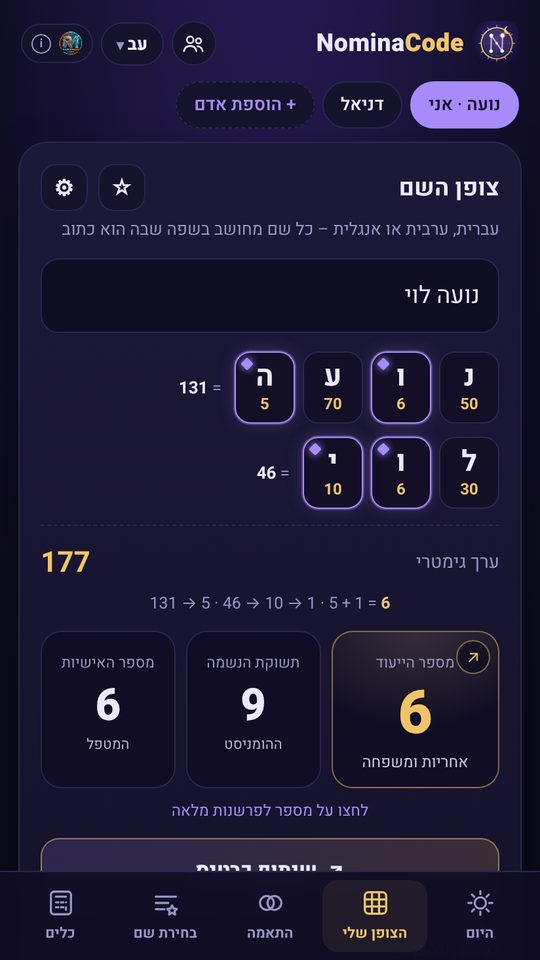 NominaCode
עב ▾
נועה · אני
דניאל
+ הוספת אדם
צופן השם
עברית, ערבית או אנגלית – כל שם מחושב בשפה שבה הוא כתוב
נועה לוי
נ ו ע ה
50 6 70 5 = 131
ל ו י
30 6 10 = 46
ערך גימטרי 177
131 → 5 · 46 → 10 → 1 · 5 + 1 = 6
מספר הייעוד
6
אחריות ומשפחה
תשוקת הנשמה
9
ההומניסט
מספר האישיות
6
המטפל
לחצו על מספר לפרשנות מלאה
היום
הצופן שלי
התאמה
בחירת שם
כלים